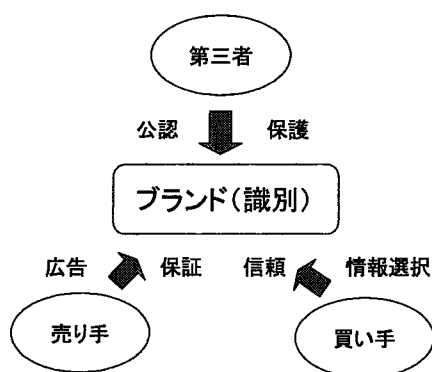 第三者
公認 保護
ブランド(識別)
広告 保証 信頼 情報選択
売り手 買い手